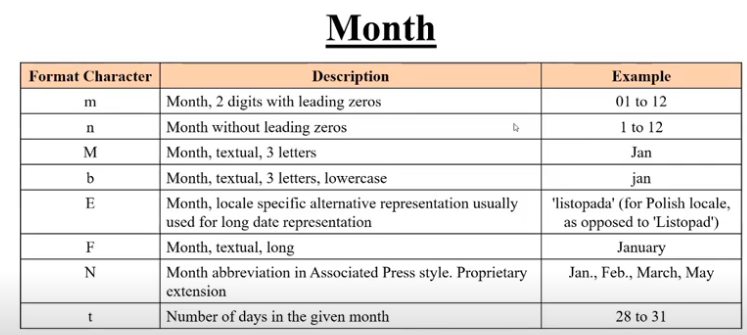 Month
Format Character Description Example
m Month, 2 digits with leading zeros 01 to 12
n Month without leading zeros 1 to 12
M Month, textual, 3 letters Jan
b Month, textual, 3 letters, lowercase jan
E Month, locale specific alternative representation usually 'listopada' (for Polish locale,
used for long date representation as opposed to 'Listopad')
F Month, textual, long January
N Month abbreviation in Associated Press style. Proprietary Jan., Feb., March, May
extension
t Number of days in the given month 28 to 31